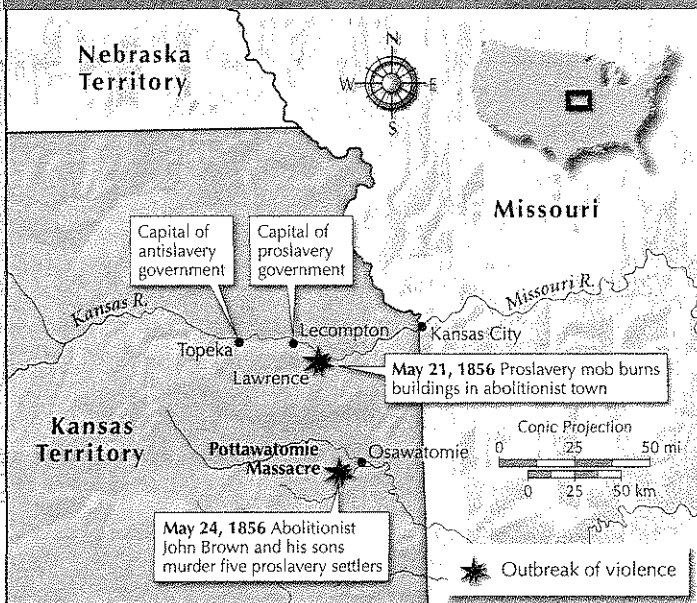 Nebraska
Territory
N
W
E
S
Missouri
Capital of
antislavery
government
Capital of
proslavery
government
Kansas R.
Missouri R.
Lecompton
Kansas City
Topeka
Lawrence
May 21, 1856 Proslavery mob burns
buildings in abolitionist town
Kansas
Territory
Pottawatomie
Massacre
Osawatomie
Conic Projection
0 25 50 mi
0 25 50 km
May 24, 1856 Abolitionist
John Brown and his sons
murder five proslavery settlers
Outbreak of violence